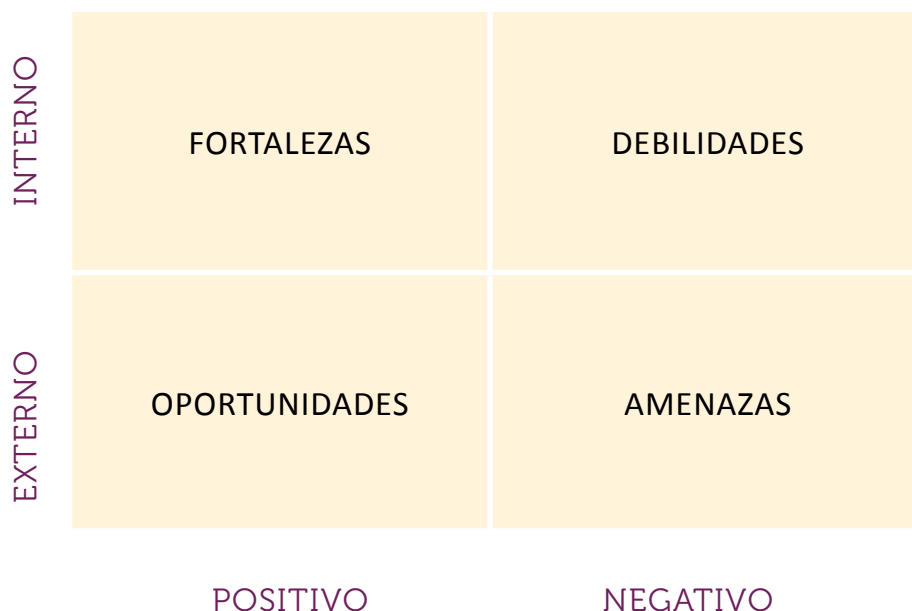 INTERNO
FORTALEZAS
DEBILIDADES
EXTERNO
OPORTUNIDADES
AMENAZAS
POSITIVO
NEGATIVO